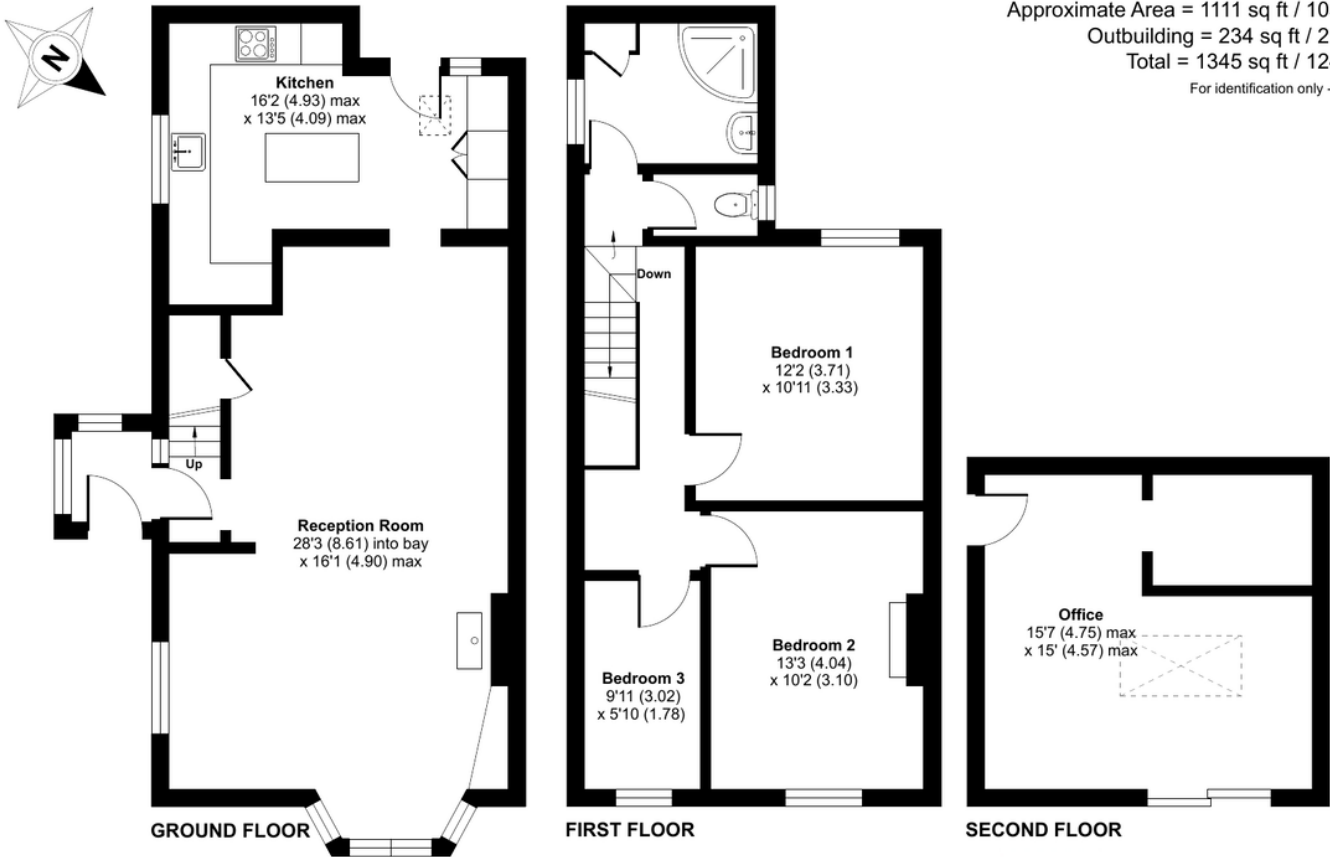 Approximate Area = 1111 sq ft / 10
Outbuilding = 234 sq ft / 2
Total = 1345 sq ft / 12
For identification only -
N
Kitchen
16'2 (4.93) max
x 13'5 (4.09) max
Up
Reception Room
28'3 (8.61) into bay
x 16'1 (4.90) max
GROUND FLOOR
Down
Bedroom 1
12'2 (3.71)
x 10'11 (3.33)
Bedroom 2
13'3 (4.04)
x 10'2 (3.10)
Bedroom 3
9'11 (3.02)
x 5'10 (1.78)
FIRST FLOOR
Office
15'7 (4.75) max
x 15' (4.57) max
SECOND FLOOR